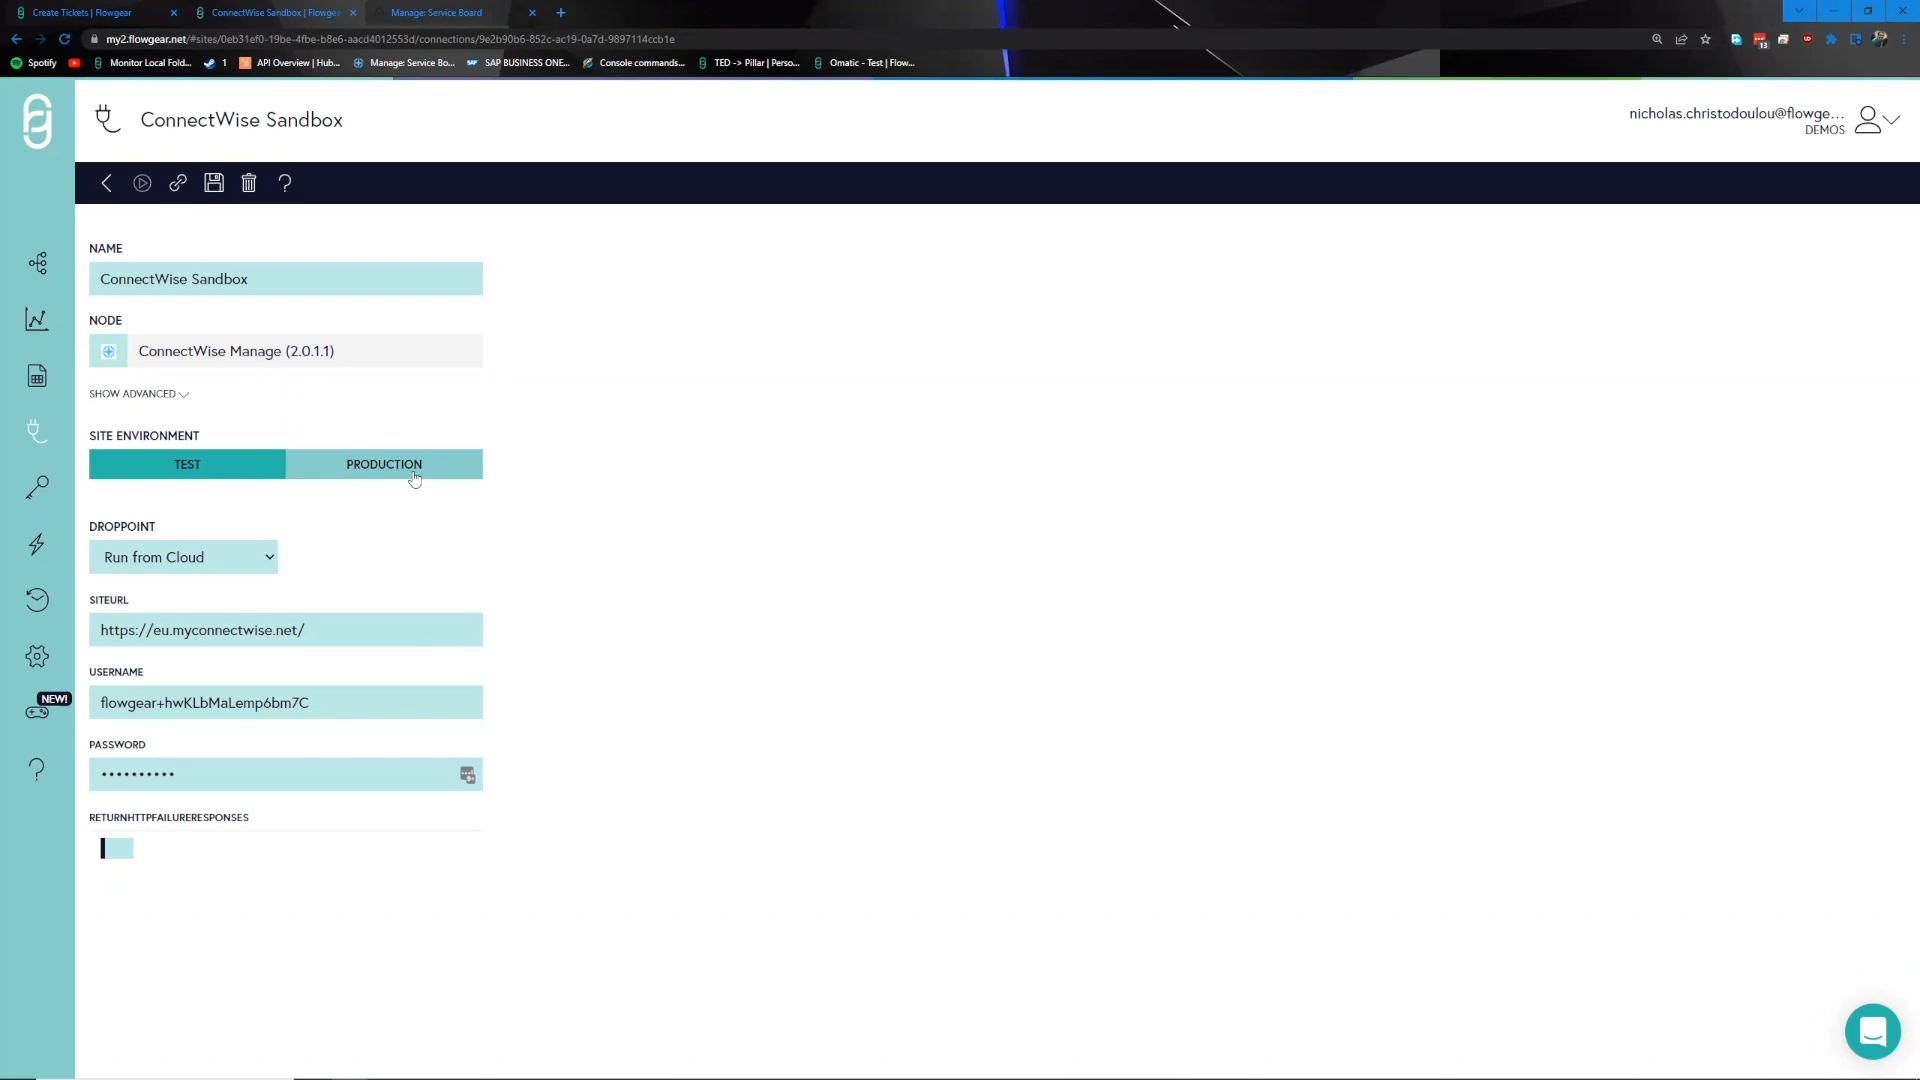 Create Tickets | Flowgear
ConnectWise Sandbox | Flowgea
Manage: Service Board
my2.flowgear.net/#sites/0eb31ef0-19be-4fbe-b8e6-aacd4012553d/connections/9e2b90b6-852c-ac19-0a7d-9897114ccb1e
13
Spotify
Monitor Local Fold...
1
API Overview | Hub...
Manage: Service Bo...
SAP BUSINESS ONE...
Console commands...
TED -> Pillar | Perso...
Omatic - Test | Flow...
ConnectWise Sandbox
nicholas.christodoulou@flowge...
DEMOS
NAME
ConnectWise Sandbox
NODE
ConnectWise Manage (2.0.1.1)
SHOW ADVANCED
SITE ENVIRONMENT
TEST
PRODUCTION
DROPPOINT
Run from Cloud
SITEURL
https://eu.myconnectwise.net/
USERNAME
flowgear+hwKLbMaLemp6bm7C
NEW!
PASSWORD
••••••••••
RETURNHTTPFAILURERESPONSES